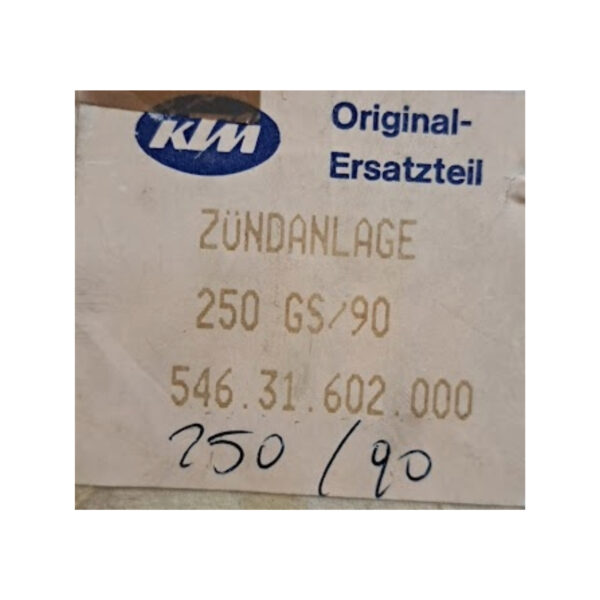 KTM
Original-
Ersatzteil
ZÜNDANLAGE
250 GS/90
546.31.602.000
250 / 90